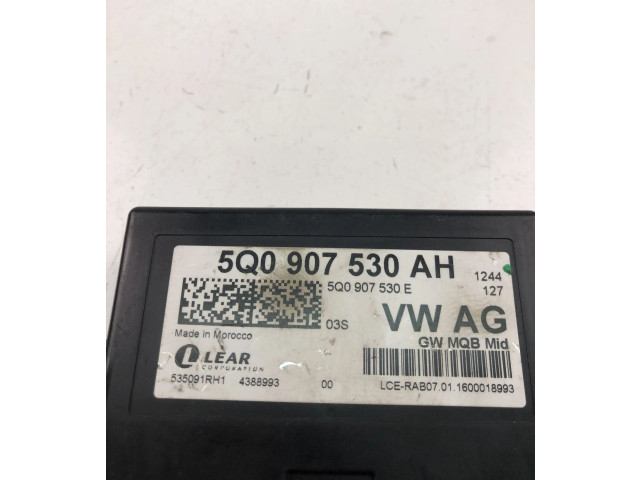 5Q0 907 530 AH 1244
5Q0 907 530 E 127
03S VW AG
Made in Morocco GW MQB Mid
LEAR
CORPORATION
535091RH1 4388993 00 LCE-RAB07.01.1600018993